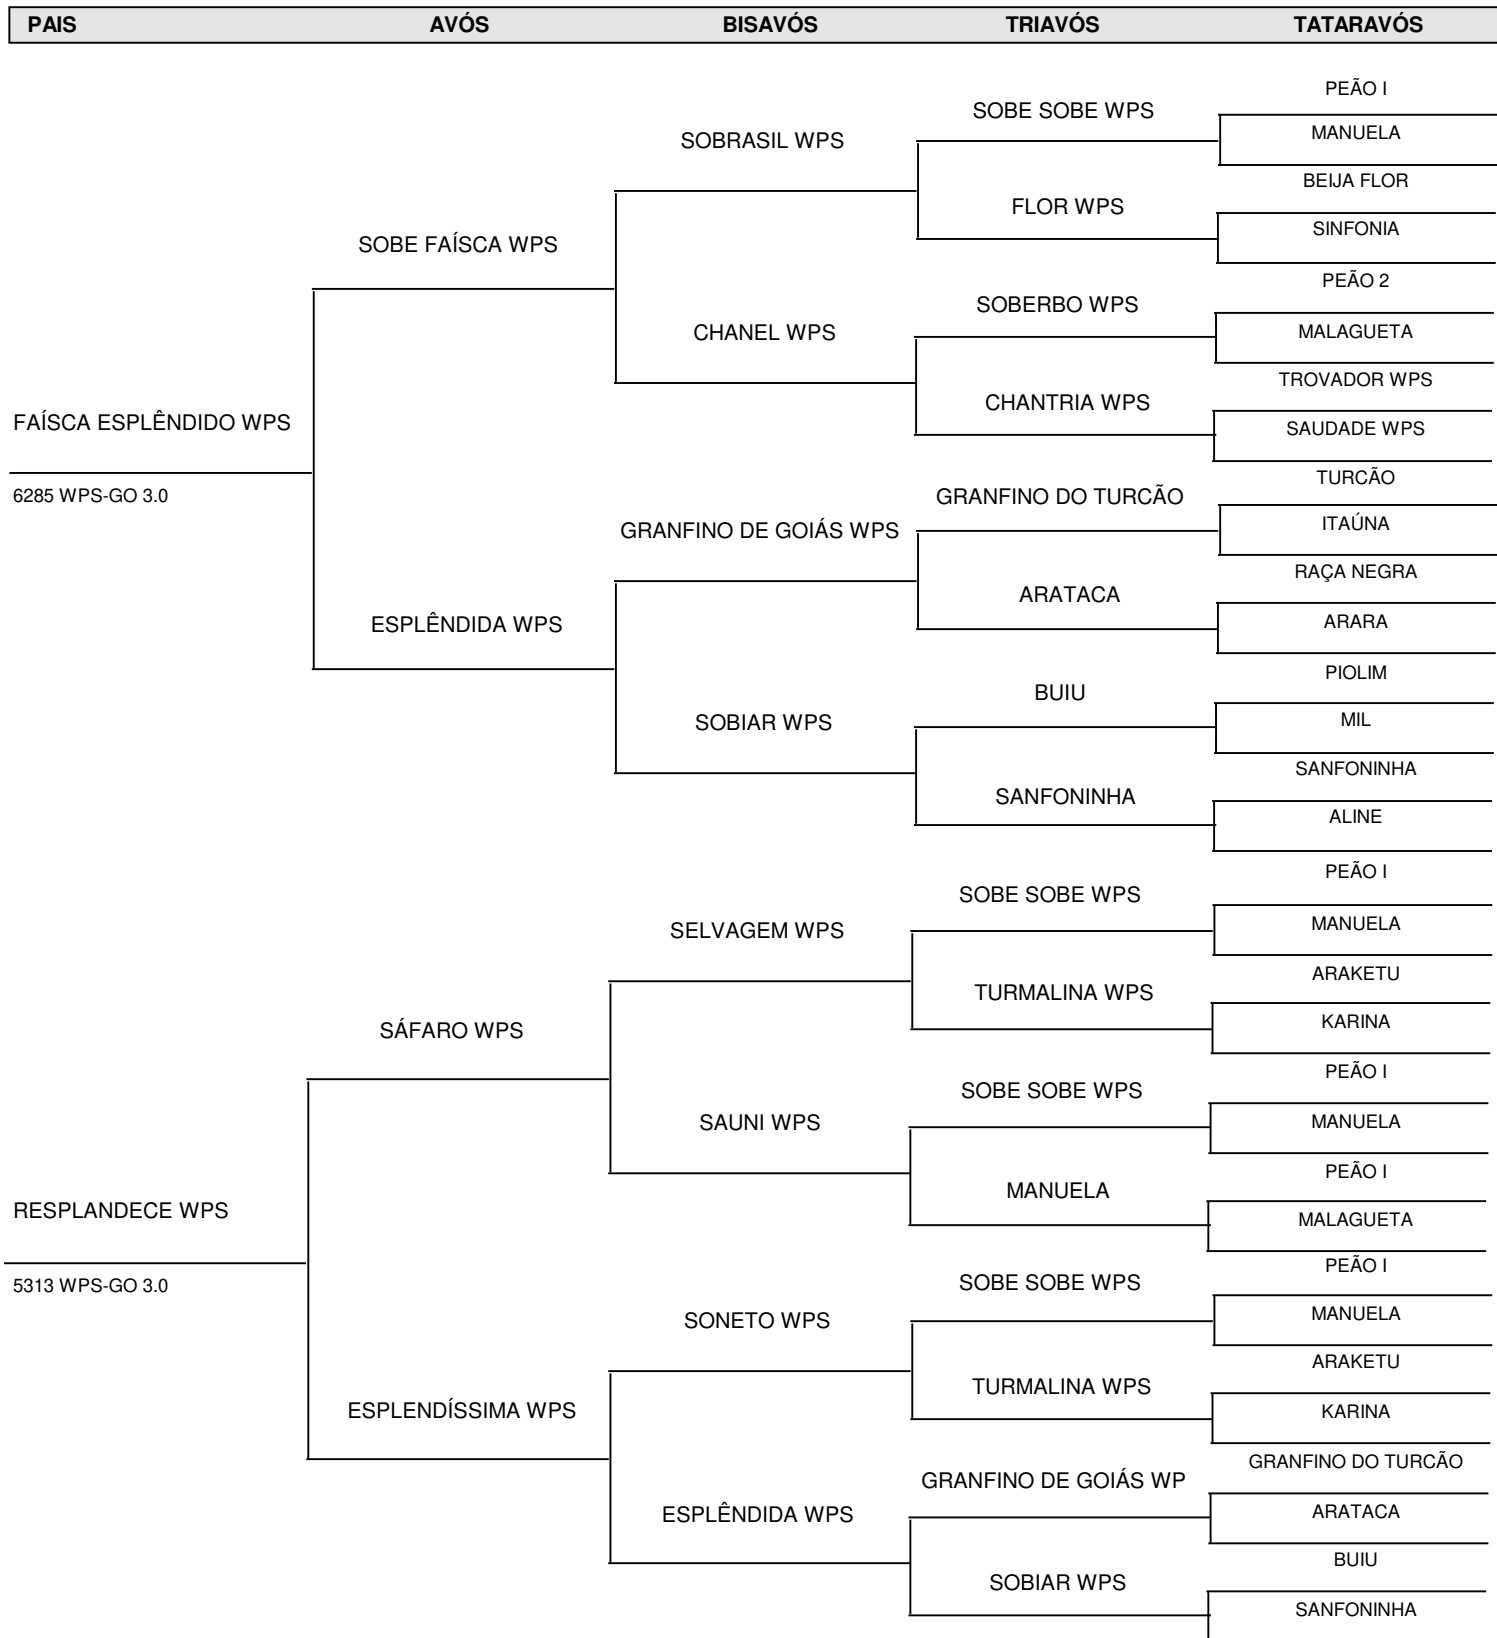 PAIS AVÓS BISAVÓS TRIAVÓS TATARAVÓS
PEÃO I
SOBE SOBE WPS
MANUELA
SOBRASIL WPS
BEIJA FLOR
FLOR WPS
SINFONIA
SOBE FAÍSCA WPS
PEÃO 2
SOBERBO WPS
MALAGUETA
CHANEL WPS
TROVADOR WPS
CHANTRIA WPS
SAUDADE WPS
FAÍSCA ESPLÊNDIDO WPS
6285 WPS-GO 3.0
TURCÃO
GRANFINO DO TURCÃO
ITAÚNA
GRANFINO DE GOIÁS WPS
RAÇA NEGRA
ARATACA
ARARA
ESPLÊNDIDA WPS
PIOLIM
BUIU
MIL
SOBIAR WPS
SANFONINHA
SANFONINHA
ALINE
PEÃO I
SOBE SOBE WPS
MANUELA
SELVAGEM WPS
ARAKETU
TURMALINA WPS
KARINA
SÁFARO WPS
PEÃO I
SOBE SOBE WPS
MANUELA
SAUNI WPS
PEÃO I
MANUELA
MALAGUETA
RESPLANDECE WPS
5313 WPS-GO 3.0
PEÃO I
SOBE SOBE WPS
MANUELA
SONETO WPS
ARAKETU
TURMALINA WPS
KARINA
ESPLENDÍSSIMA WPS
GRANFINO DO TURCÃO
GRANFINO DE GOIÁS WP
ARATACA
ESPLÊNDIDA WPS
BUIU
SOBIAR WPS
SANFONINHA